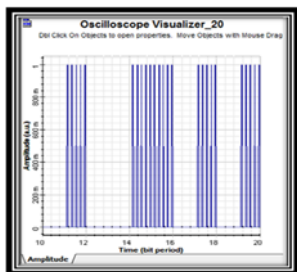 Oscilloscope Visualizer_20
Dbl Click On Objects to open properties. Move Objects with Mouse Drag
Amplitude (a.u.)
1
800 m
600 m
400 m
200 m
0
10 12 14 16 18 20
Time (bit period)
Amplitude